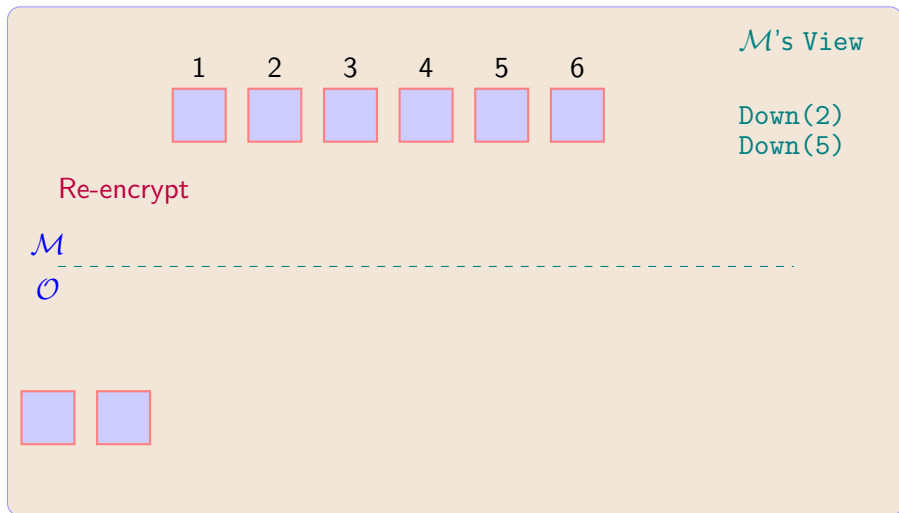 ℳ's View
1 2 3 4 5 6
Down(2)
Down(5)
Re-encrypt
ℳ
𝒪